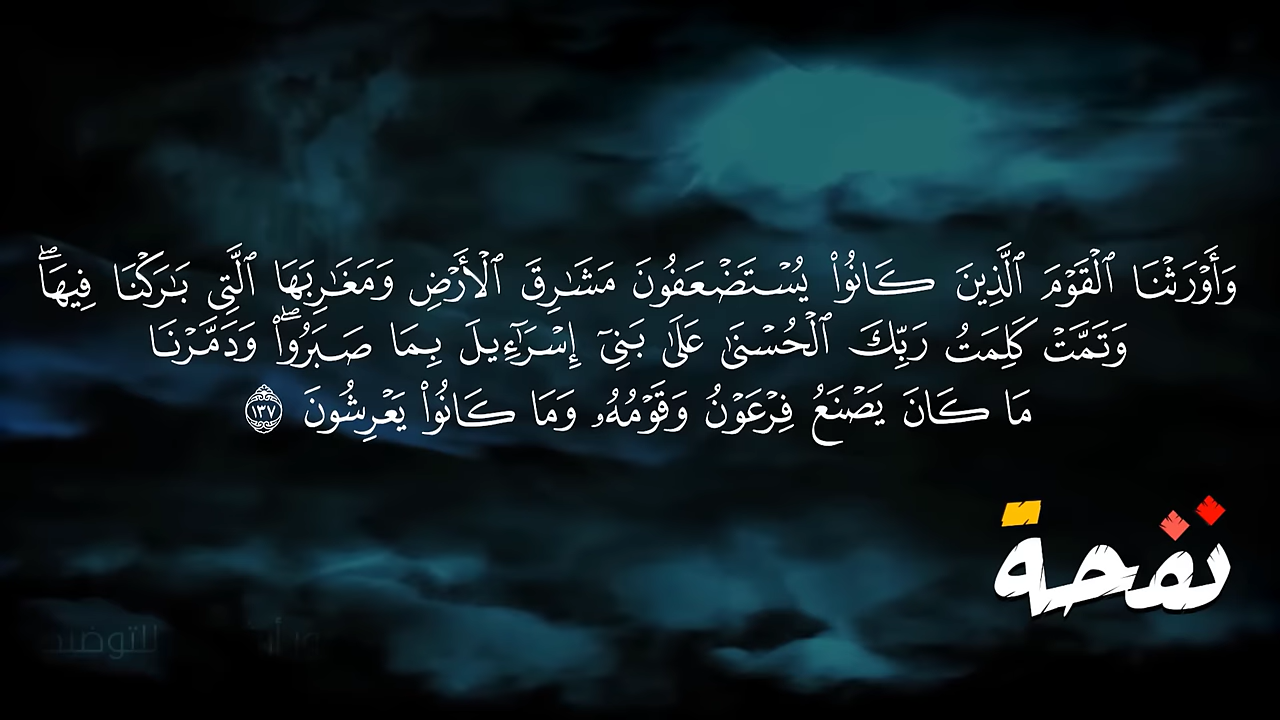 وَأَوْرَثْنَا ٱلْقَوْمَ ٱلَّذِينَ كَانُوا۟ يُسْتَضْعَفُونَ مَشَٰرِقَ ٱلْأَرْضِ وَمَغَٰرِبَهَا ٱلَّتِى بَٰرَكْنَا فِيهَا ۖ
وَتَمَّتْ كَلِمَتُ رَبِّكَ ٱلْحُسْنَىٰ عَلَىٰ بَنِىٓ إِسْرَٰٓءِيلَ بِمَا صَبَرُوا۟ ۖ وَدَمَّرْنَا
مَا كَانَ يَصْنَعُ فِرْعَوْنُ وَقَوْمُهُۥ وَمَا كَانُوا۟ يَعْرِشُونَ ١٣٧
نفحة